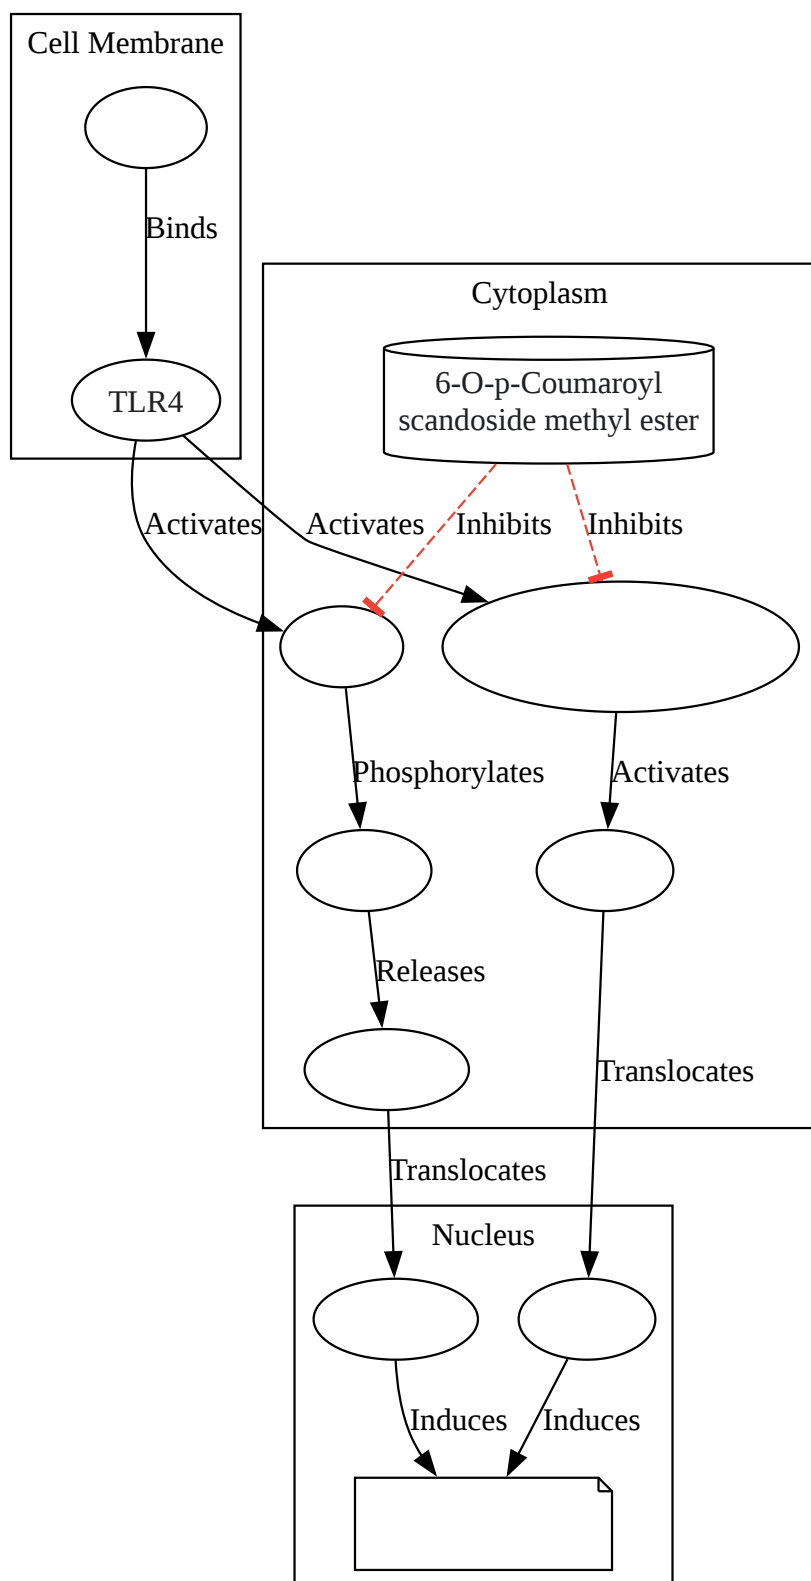 Cell Membrane
Binds
TLR4
Cytoplasm
6-O-p-Coumaroyl
scandoside methyl ester
Activates
Activates
Inhibits
Inhibits
Phosphorylates
Activates
Releases
Translocates
Translocates
Nucleus
Induces
Induces